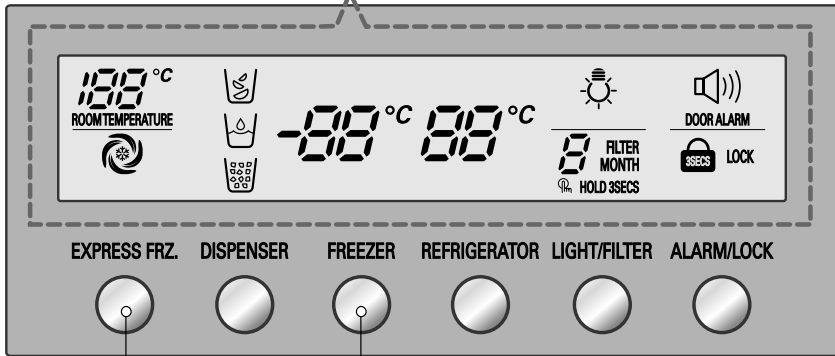 188 °C
ROOM TEMPERATURE
-88 °C 88 °C
8 FILTER
MONTH
HOLD 3SECS
DOOR ALARM
3SECS LOCK
EXPRESS FRZ. DISPENSER FREEZER REFRIGERATOR LIGHT/FILTER ALARM/LOCK